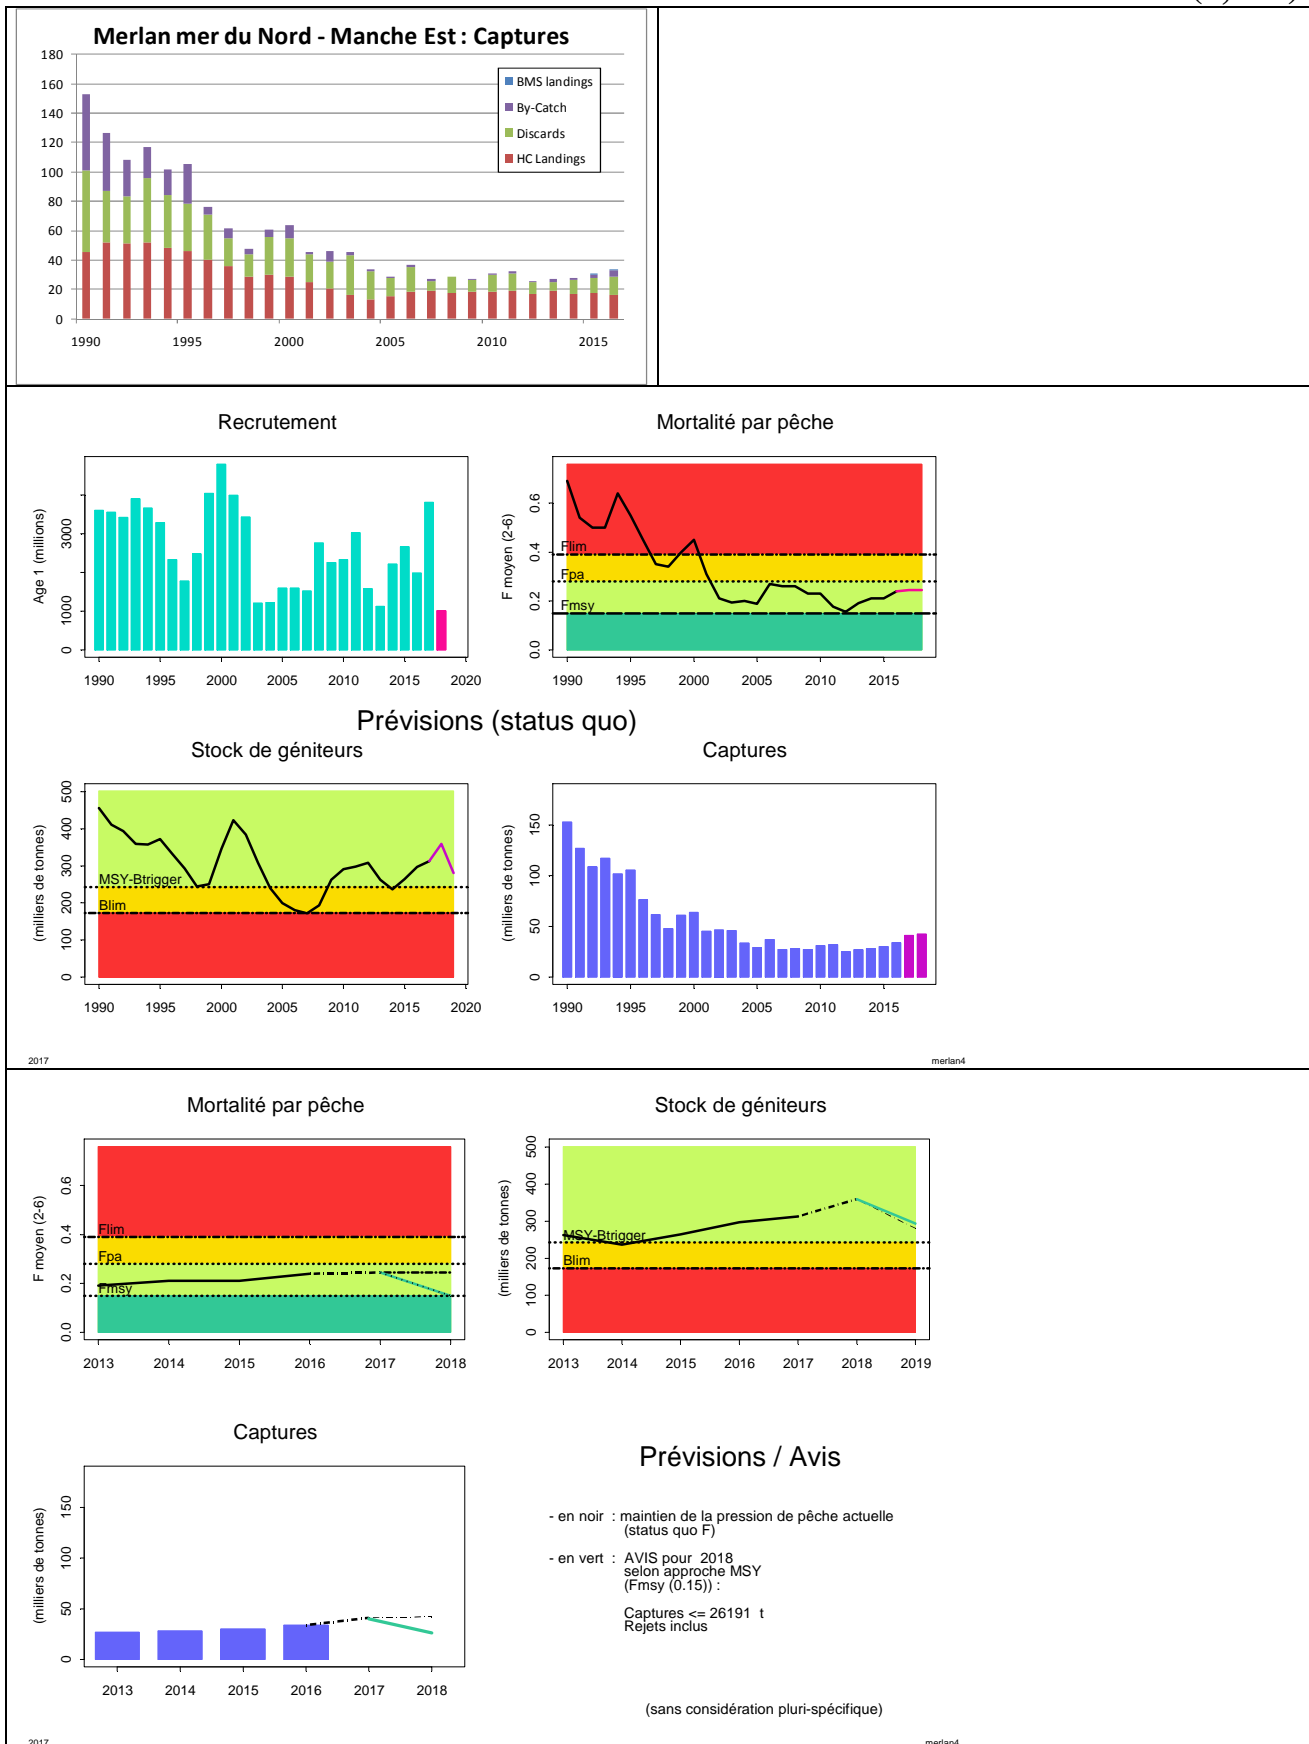 Merlan mer du Nord - Manche Est : Captures
180
160
140
120
100
80
60
40
20
0
BMS landings
By-Catch
Discards
HC Landings
1990 1995 2000 2005 2010 2015
Recrutement
Age 1 (millions)
0 1000 3000
1990 1995 2000 2005 2010 2015 2020
Mortalité par pêche
F moyen (2-6)
0.0 0.2 0.4 0.6
Flim
Fpa
Fmsy
1990 1995 2000 2005 2010 2015
Prévisions (status quo)
Stock de géniteurs
(milliers de tonnes)
0 100 200 300 400 500
MSY-Btrigger
Blim
1990 1995 2000 2005 2010 2015 2020
Captures
(milliers de tonnes)
0 50 100 150
1990 1995 2000 2005 2010 2015
2017
merlan4
Mortalité par pêche
F moyen (2-6)
0.0 0.2 0.4 0.6
Flim
Fpa
Fmsy
2013 2014 2015 2016 2017 2018
Stock de géniteurs
(milliers de tonnes)
0 100 200 300 400 500
MSY-Btrigger
Blim
2013 2014 2015 2016 2017 2018 2019
Captures
(milliers de tonnes)
0 50 100 150
2013 2014 2015 2016 2017 2018
Prévisions / Avis
- en noir : maintien de la pression de pêche actuelle
(status quo F)
- en vert : AVIS pour 2018
selon approche MSY
(Fmsy (0.15)) :
Captures <= 26191 t
Rejets inclus
(sans considération pluri-spécifique)
2017
merlan4